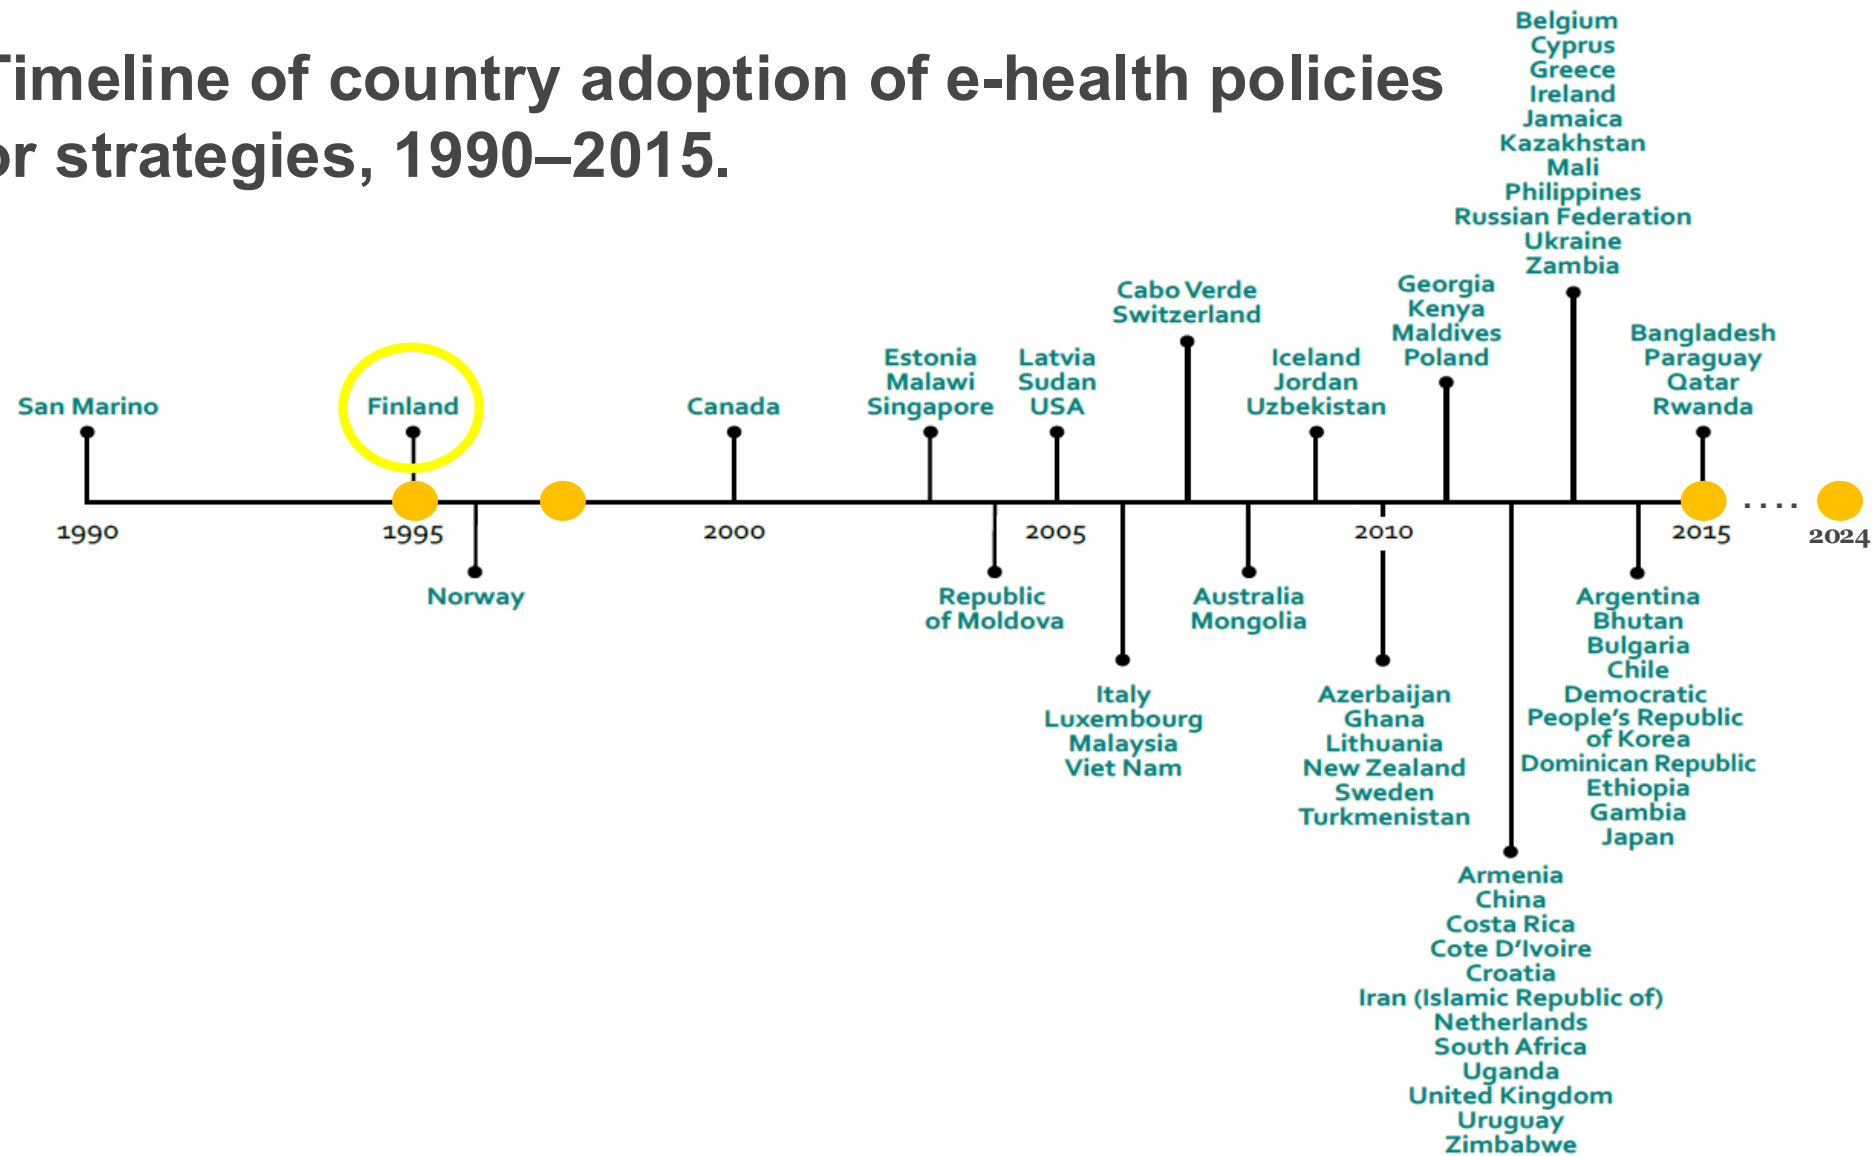 Timeline of country adoption of e-health policies
or strategies, 1990–2015.
San Marino
Finland
Canada
Estonia
Malawi
Singapore
Latvia
Sudan
USA
Cabo Verde
Switzerland
Iceland
Jordan
Uzbekistan
Georgia
Kenya
Maldives
Poland
Belgium
Cyprus
Greece
Ireland
Jamaica
Kazakhstan
Mali
Philippines
Russian Federation
Ukraine
Zambia
Bangladesh
Paraguay
Qatar
Rwanda
1990
1995
2000
2005
2010
2015
....
2024
Norway
Republic
of Moldova
Italy
Luxembourg
Malaysia
Viet Nam
Australia
Mongolia
Azerbaijan
Ghana
Lithuania
New Zealand
Sweden
Turkmenistan
Armenia
China
Costa Rica
Cote D'Ivoire
Croatia
Iran (Islamic Republic of)
Netherlands
South Africa
Uganda
United Kingdom
Uruguay
Zimbabwe
Argentina
Bhutan
Bulgaria
Chile
Democratic
People's Republic
of Korea
Dominican Republic
Ethiopia
Gambia
Japan